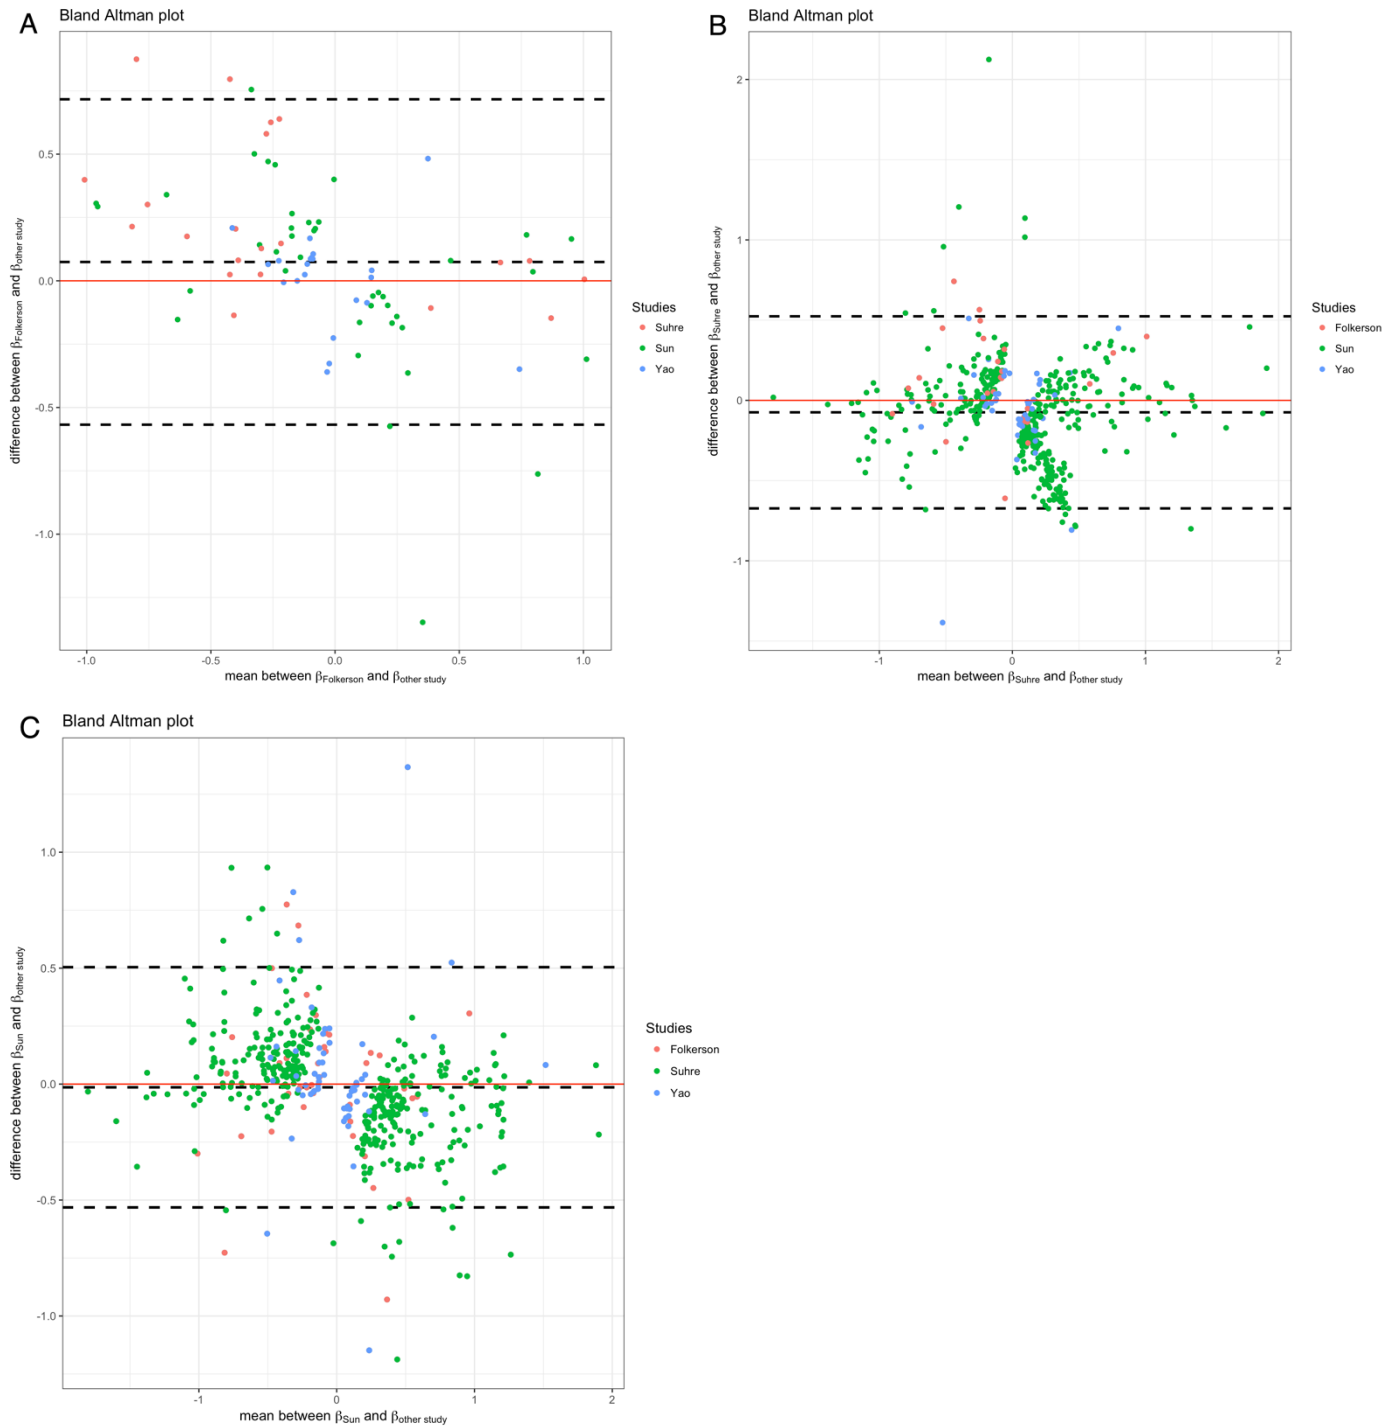 A
Bland Altman plot
difference between βFolkerson and βother study
0.5
0.0
-0.5
-1.0
-1.0
-0.5
0.0
0.5
1.0
mean between βFolkerson and βother study
Studies
Suhre
Sun
Yao
B
Bland Altman plot
difference between βSuhre and βother study
2
1
0
-1
-1
0
1
2
mean between βSuhre and βother study
Studies
Folkerson
Sun
Yao
C
Bland Altman plot
difference between βSun and βother study
1.0
0.5
0.0
-0.5
-1.0
-1
0
1
2
mean between βSun and βother study
Studies
Folkerson
Suhre
Yao